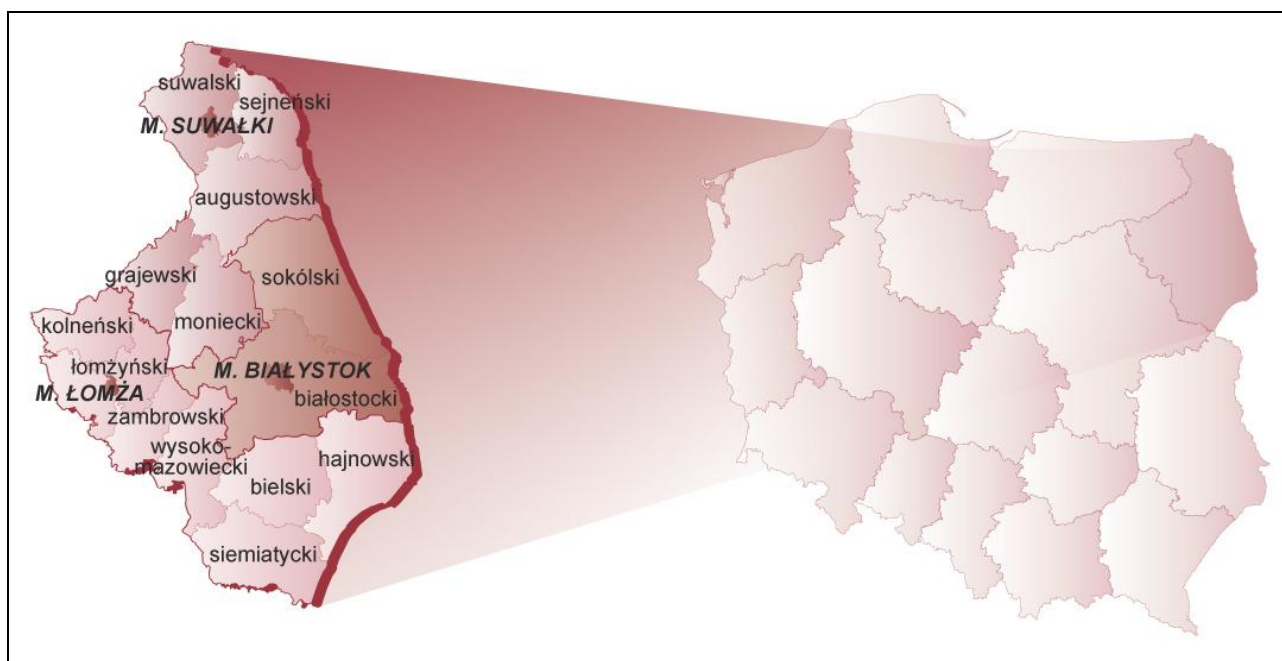 suwalski
sejneński
M. SUWAŁKI
augustowski
sokólski
grajewski
moniecki
kolneński
łomżyński
M. BIAŁYSTOK
M. ŁOMŻA
białostocki
zambrowski
wysoko-
mazowiecki
hajnowski
bielski
siemiatycki